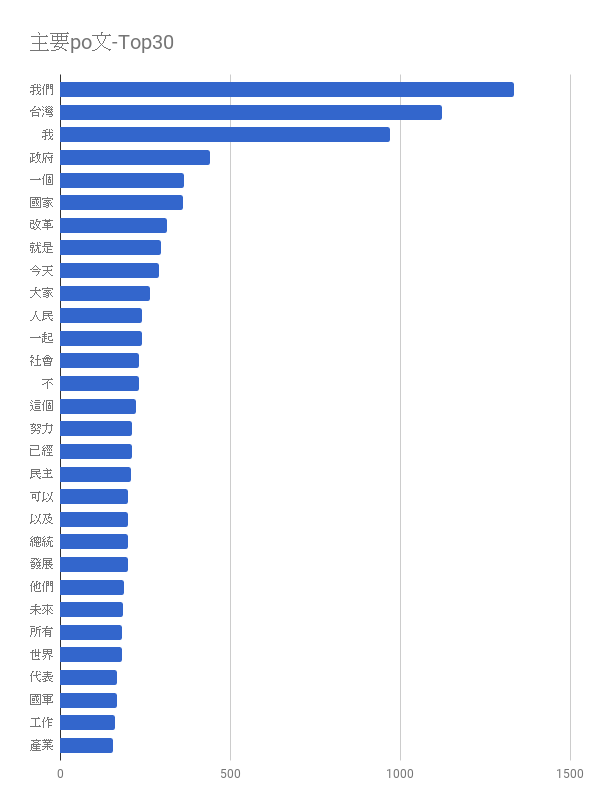 主要po文-Top30
我們
台灣
我
政府
一個
國家
改革
就是
今天
大家
人民
一起
社會
不
這個
努力
已經
民主
可以
以及
總統
發展
他們
未來
所有
世界
代表
國軍
工作
產業
0 500 1000 1500